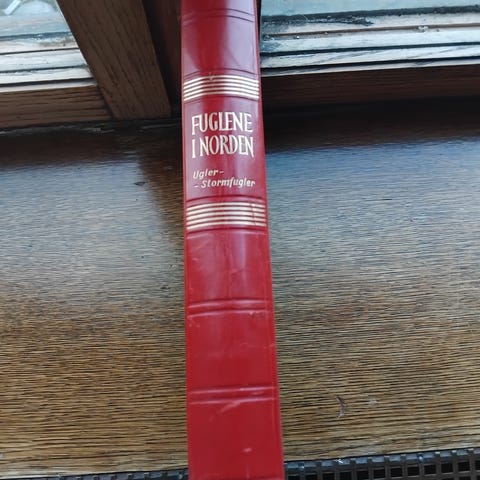 FUGLENE
I NORDEN
Ugler-
- Stormfugler